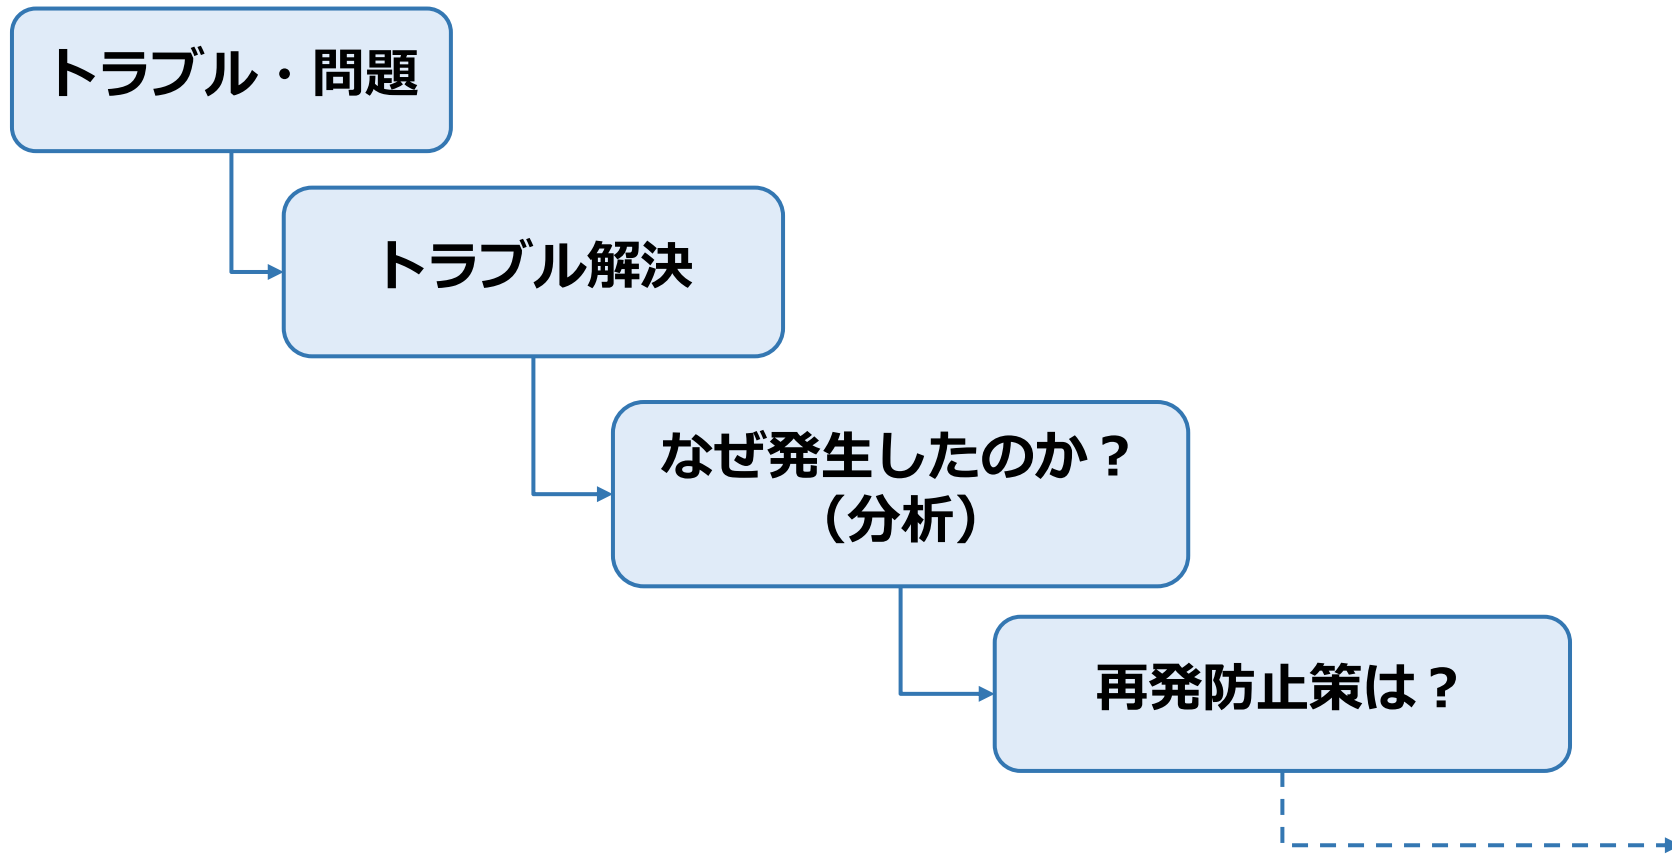 トラブル・問題
トラブル解決
なぜ発生したのか？
（分析）
再発防止策は？